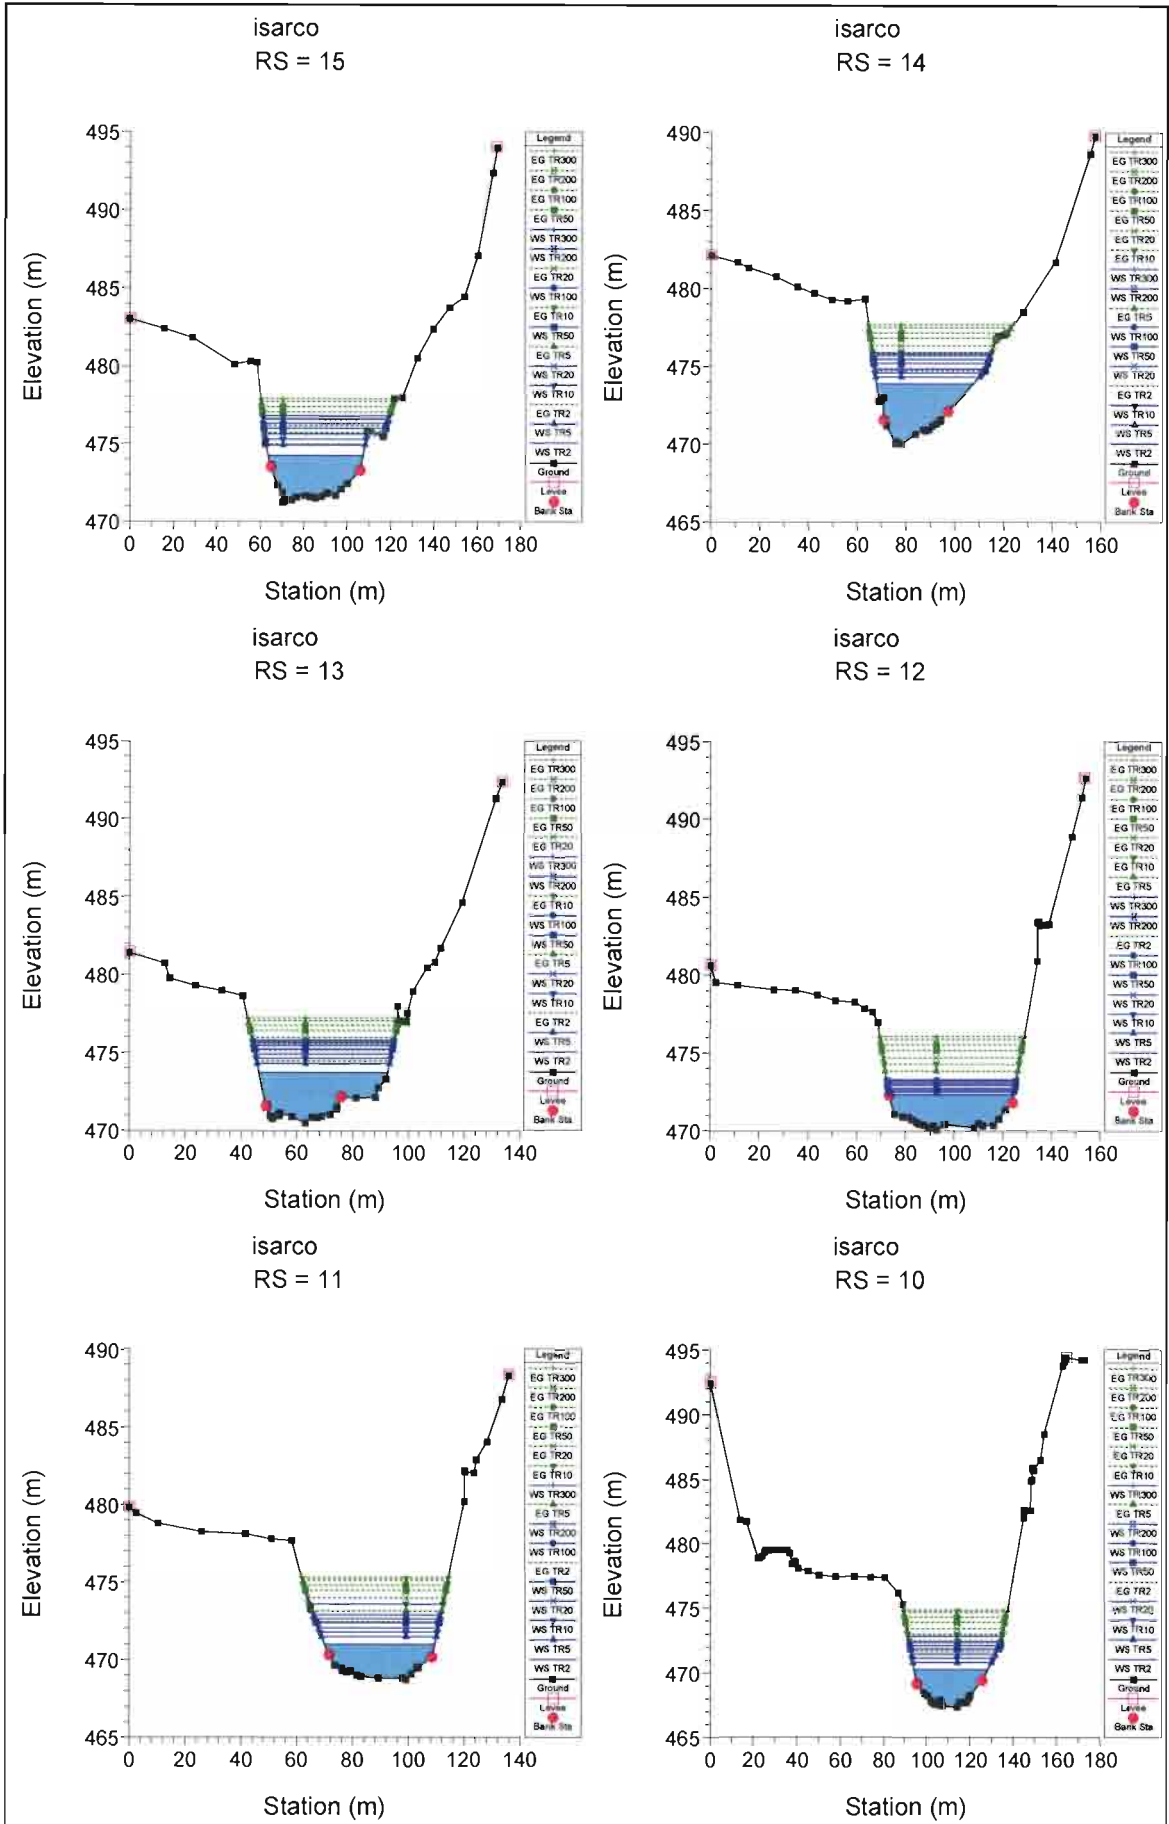 isarco
RS = 15
495
490
485
480
475
470
0 20 40 60 80 100 120 140 160 180
Elevation (m)
Station (m)
Legend
EG TR300
EG TR200
EG TR100
EG TR50
WS TR300
WS TR200
EG TR20
WS TR100
EG TR10
WS TR50
EG TR5
WS TR20
WS TR10
EG TR2
WS TR5
WS TR2
Ground
Levee
Bank Sta
isarco
RS = 14
490
485
480
475
470
465
0 20 40 60 80 100 120 140 160
Elevation (m)
Station (m)
Legend
EG TR300
EG TR200
EG TR100
EG TR50
EG TR20
EG TR10
WS TR300
WS TR200
EG TR5
WS TR100
WS TR50
WS TR20
EG TR2
WS TR10
WS TR5
WS TR2
Ground
Levee
Bank Sta
isarco
RS = 13
495
490
485
480
475
470
0 20 40 60 80 100 120 140
Elevation (m)
Station (m)
Legend
EG TR300
EG TR200
EG TR100
EG TR50
EG TR20
WS TR300
WS TR200
EG TR10
WS TR100
WS TR50
EG TR5
WS TR20
WS TR10
EG TR2
WS TR5
WS TR2
Ground
Levee
Bank Sta
isarco
RS = 12
495
490
485
480
475
470
0 20 40 60 80 100 120 140 160
Elevation (m)
Station (m)
Legend
EG TR300
EG TR200
EG TR100
EG TR50
EG TR20
EG TR10
EG TR5
WS TR300
WS TR200
EG TR2
WS TR100
WS TR50
WS TR20
WS TR10
WS TR5
WS TR2
Ground
Levee
Bank Sta
isarco
RS = 11
490
485
480
475
470
465
0 20 40 60 80 100 120 140
Elevation (m)
Station (m)
Legend
EG TR300
EG TR200
EG TR100
EG TR50
EG TR20
EG TR10
WS TR300
EG TR5
WS TR200
WS TR100
EG TR2
WS TR50
WS TR20
WS TR10
WS TR5
WS TR2
Ground
Levee
Bank Sta
isarco
RS = 10
495
490
485
480
475
470
465
0 20 40 60 80 100 120 140 160 180
Elevation (m)
Station (m)
Legend
EG TR300
EG TR200
EG TR100
EG TR50
EG TR20
EG TR10
WS TR300
EG TR5
WS TR200
WS TR100
WS TR50
EG TR2
WS TR20
WS TR10
WS TR5
WS TR2
Ground
Levee
Bank Sta